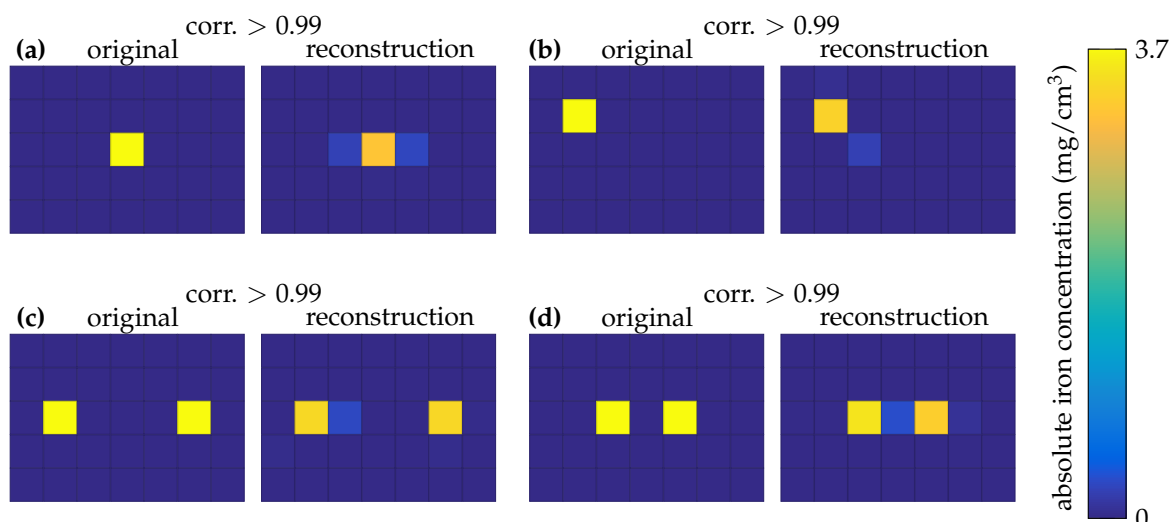 corr. > 0.99
(a) original reconstruction
corr. > 0.99
(b) original reconstruction
corr. > 0.99
(c) original reconstruction
corr. > 0.99
(d) original reconstruction
3.7
absolute iron concentration (mg/cm³)
0